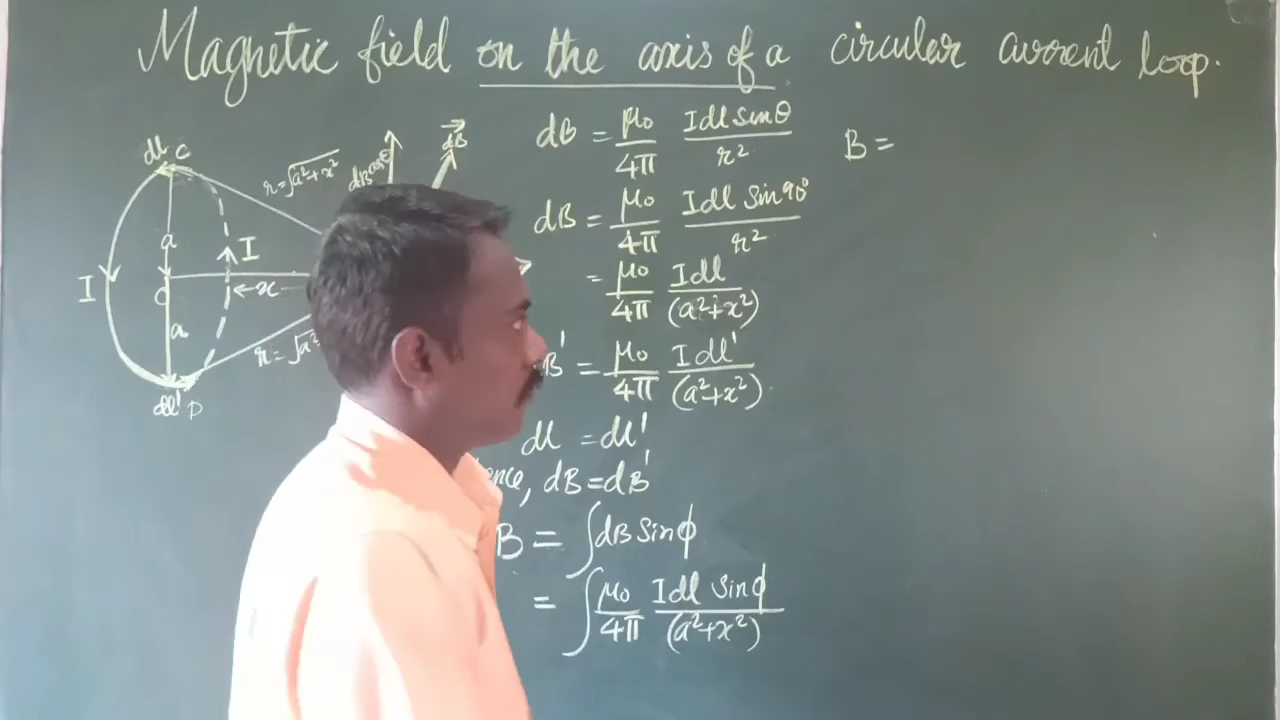 Magnetic field on the axis of a circular current loop.
dl C
r=√a²+x²
dBcosϕ
dB⃗
a
I
I
O
x
a
r=√a²
dl' D
dB = μ₀/4π Idl Sinθ/r²
dB = μ₀/4π Idl Sin90°/r²
= μ₀/4π Idl/(a²+x²)
B' = μ₀/4π Idl'/(a²+x²)
dl = dl'
dB=dB'
B = ∫dB Sinϕ
= ∫μ₀/4π Idl Sinϕ/(a²+x²)
B =